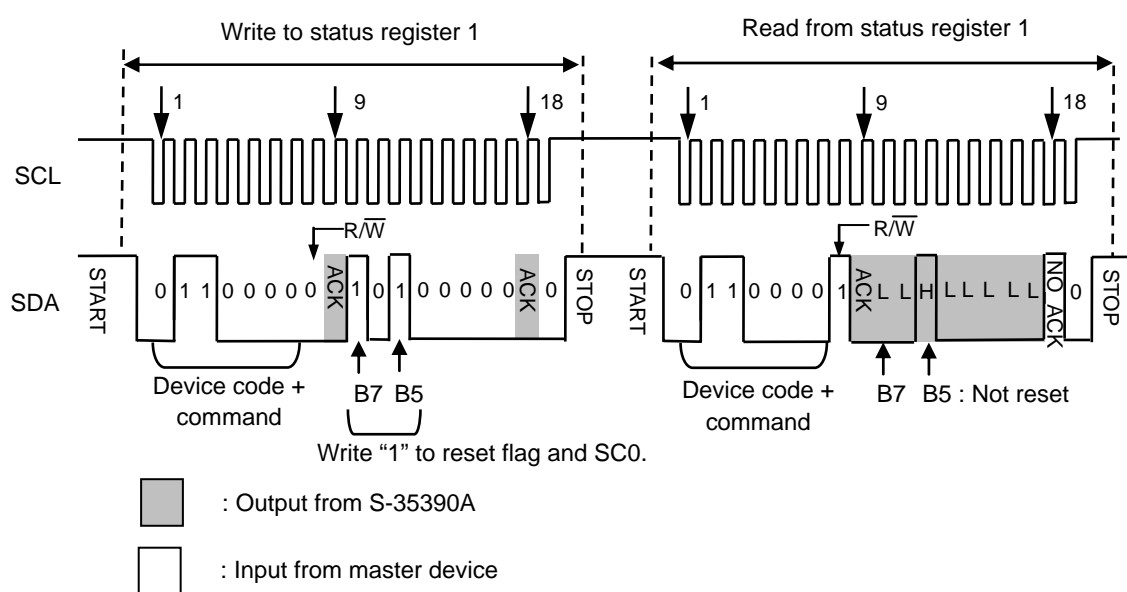 Write to status register 1
Read from status register 1
1 9 18 1 9 18
SCL
R/W̅ R/W̅
SDA
START 0 1 1 0 0 0 0 0 ACK 1 0 1 0 0 0 0 0 ACK 0 STOP
START 0 1 1 0 0 0 0 1 ACK L L H L L L L L NO ACK 0 STOP
Device code +
command
B7 B5
Write “1” to reset flag and SC0.
Device code +
command
B7 B5 : Not reset
: Output from S-35390A
: Input from master device